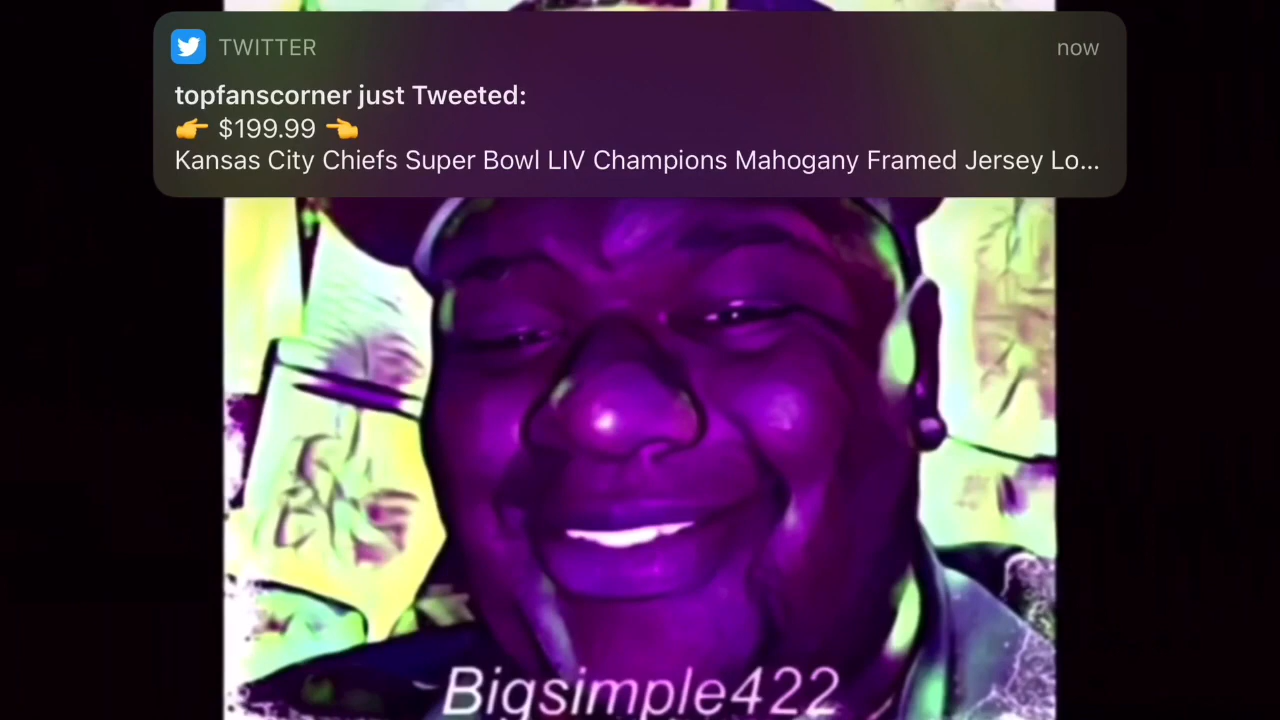 TWITTER now
topfanscorner just Tweeted:
👉 $199.99 👈
Kansas City Chiefs Super Bowl LIV Champions Mahogany Framed Jersey Lo...
Bigsimple422